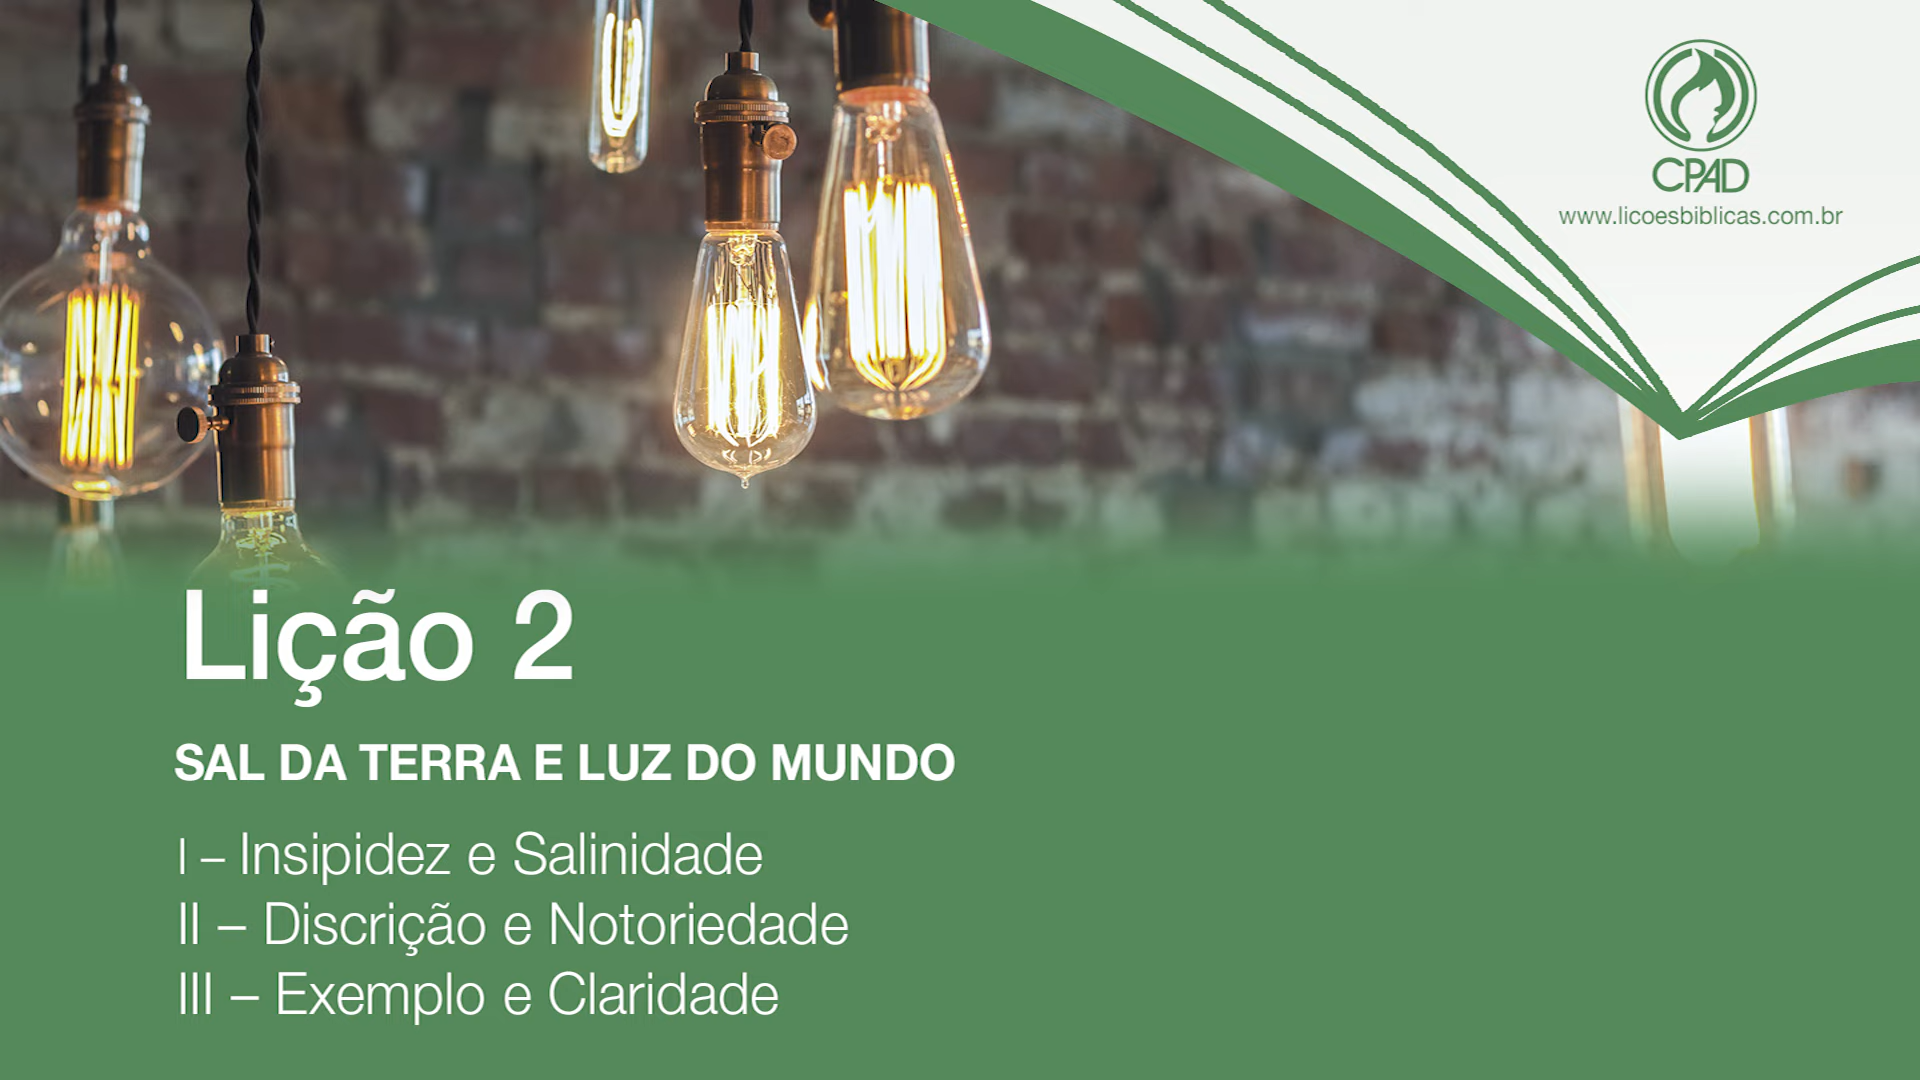 CPAD
www.licoesbiblicas.com.br
Lição 2
SAL DA TERRA E LUZ DO MUNDO
I – Insipidez e Salinidade
II – Discrição e Notoriedade
III – Exemplo e Claridade